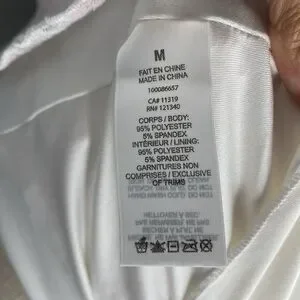 M
FAIT EN CHINE
MADE IN CHINA
100086657
CA# 11319
RN# 121340
CORPS / BODY:
95% POLYESTER
5% SPANDEX
INTÉRIEUR / LINING:
95% POLYESTER
5% SPANDEX
GARNITURES NON
COMPRISES / EXCLUSIVE
OF TRIMS